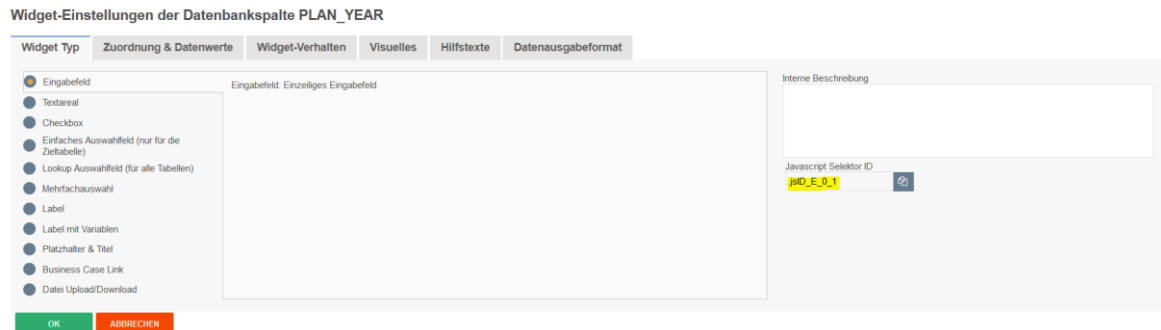 Widget-Einstellungen der Datenbankspalte PLAN_YEAR
Widget Typ Zuordnung & Datenwerte Widget-Verhalten Visuelles Hilfstexte Datenausgabeformat
Eingabefeld
Textareal
Checkbox
Einfaches Auswahlfeld (nur für die
Zieltabelle)
Lookup Auswahlfeld (für alle Tabellen)
Mehrfachauswahl
Label
Label mit Variablen
Platzhalter & Titel
Business Case Link
Datei Upload/Download
Eingabefeld: Einzeiliges Eingabefeld
Interne Beschreibung
Javascript Selektor ID
.jsID_E_0_1
OK ABBRECHEN